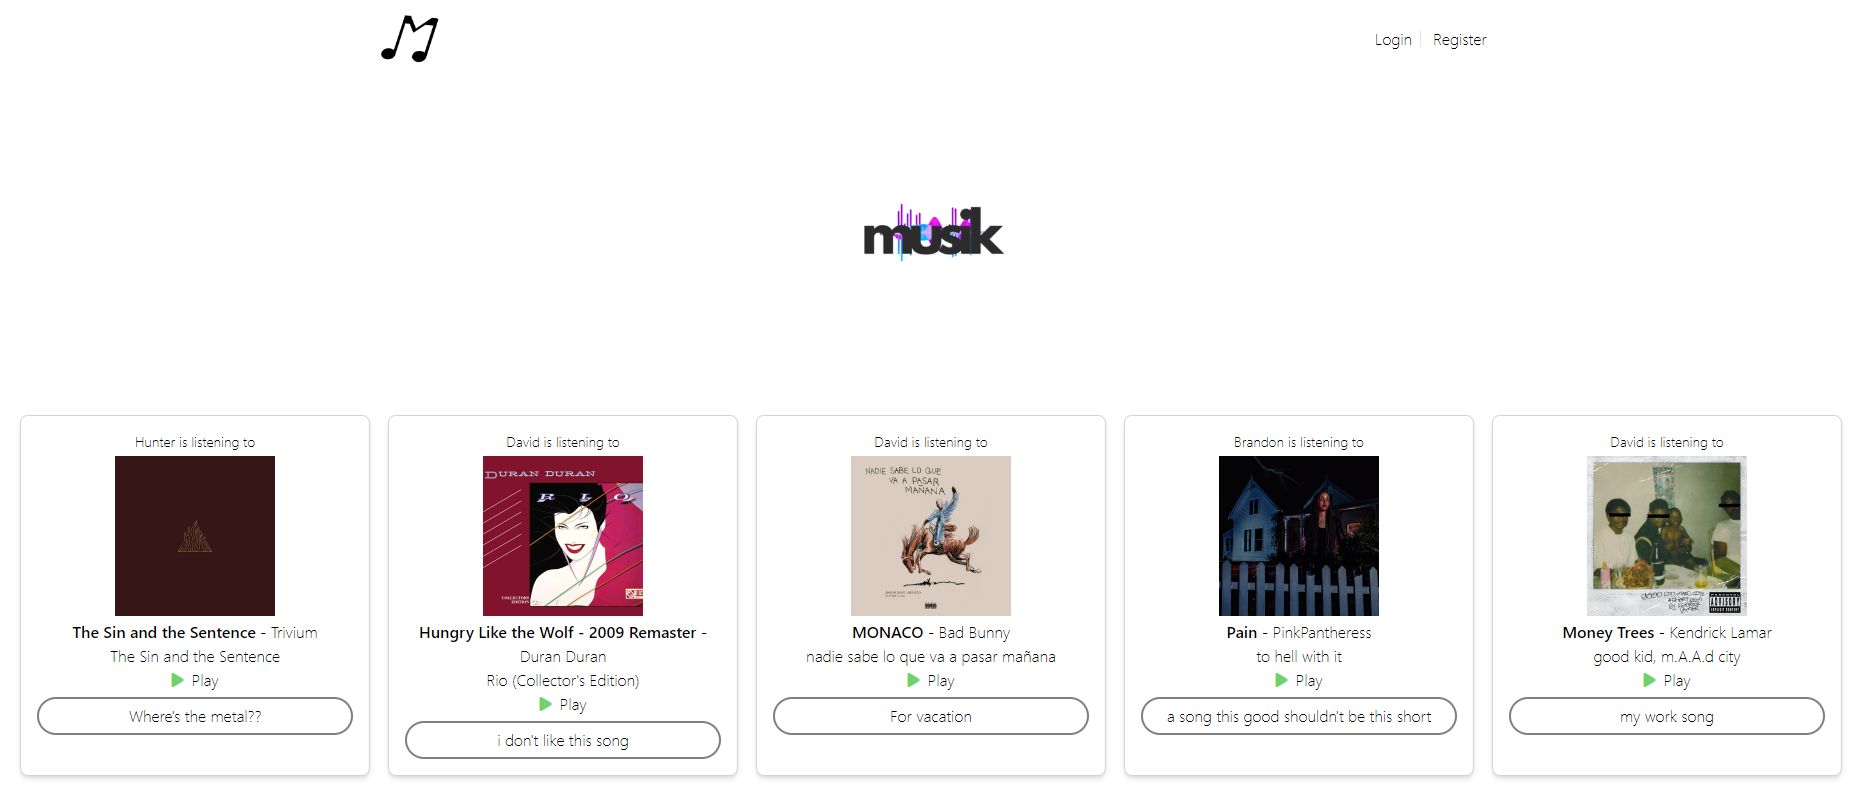 Login
Register
musik
Hunter is listening to
The Sin and the Sentence - Trivium
The Sin and the Sentence
Play
Where's the metal??
David is listening to
DURAN DURAN
RIO
COLLECTORS
EDITION
Hungry Like the Wolf - 2009 Remaster -
Duran Duran
Rio (Collector's Edition)
Play
i don't like this song
David is listening to
NADIE SABE LO QUE
VA A PASAR
MAÑANA
MONACO - Bad Bunny
nadie sabe lo que va a pasar mañana
Play
For vacation
Brandon is listening to
Pain - PinkPantheress
to hell with it
Play
a song this good shouldn't be this short
David is listening to
ADVISORY
Money Trees - Kendrick Lamar
good kid, m.A.A.d city
Play
my work song